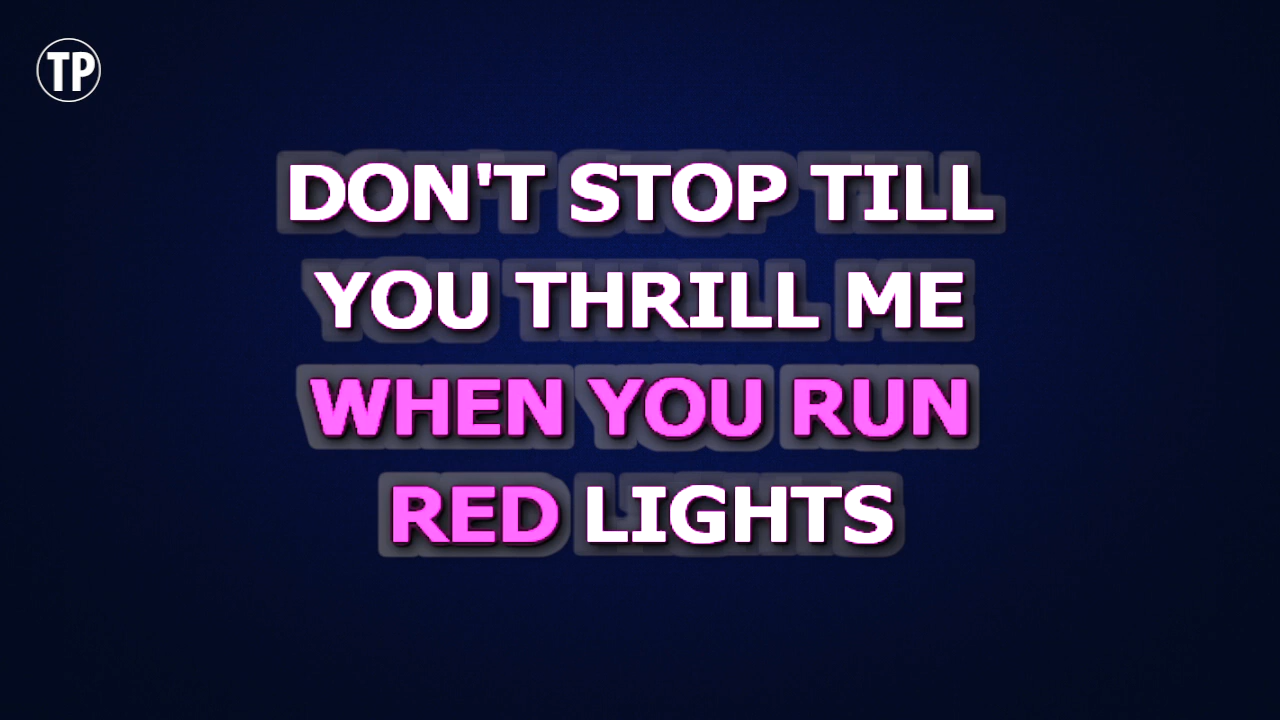 TP
DON'T STOP TILL
YOU THRILL ME
WHEN YOU RUN
RED LIGHTS